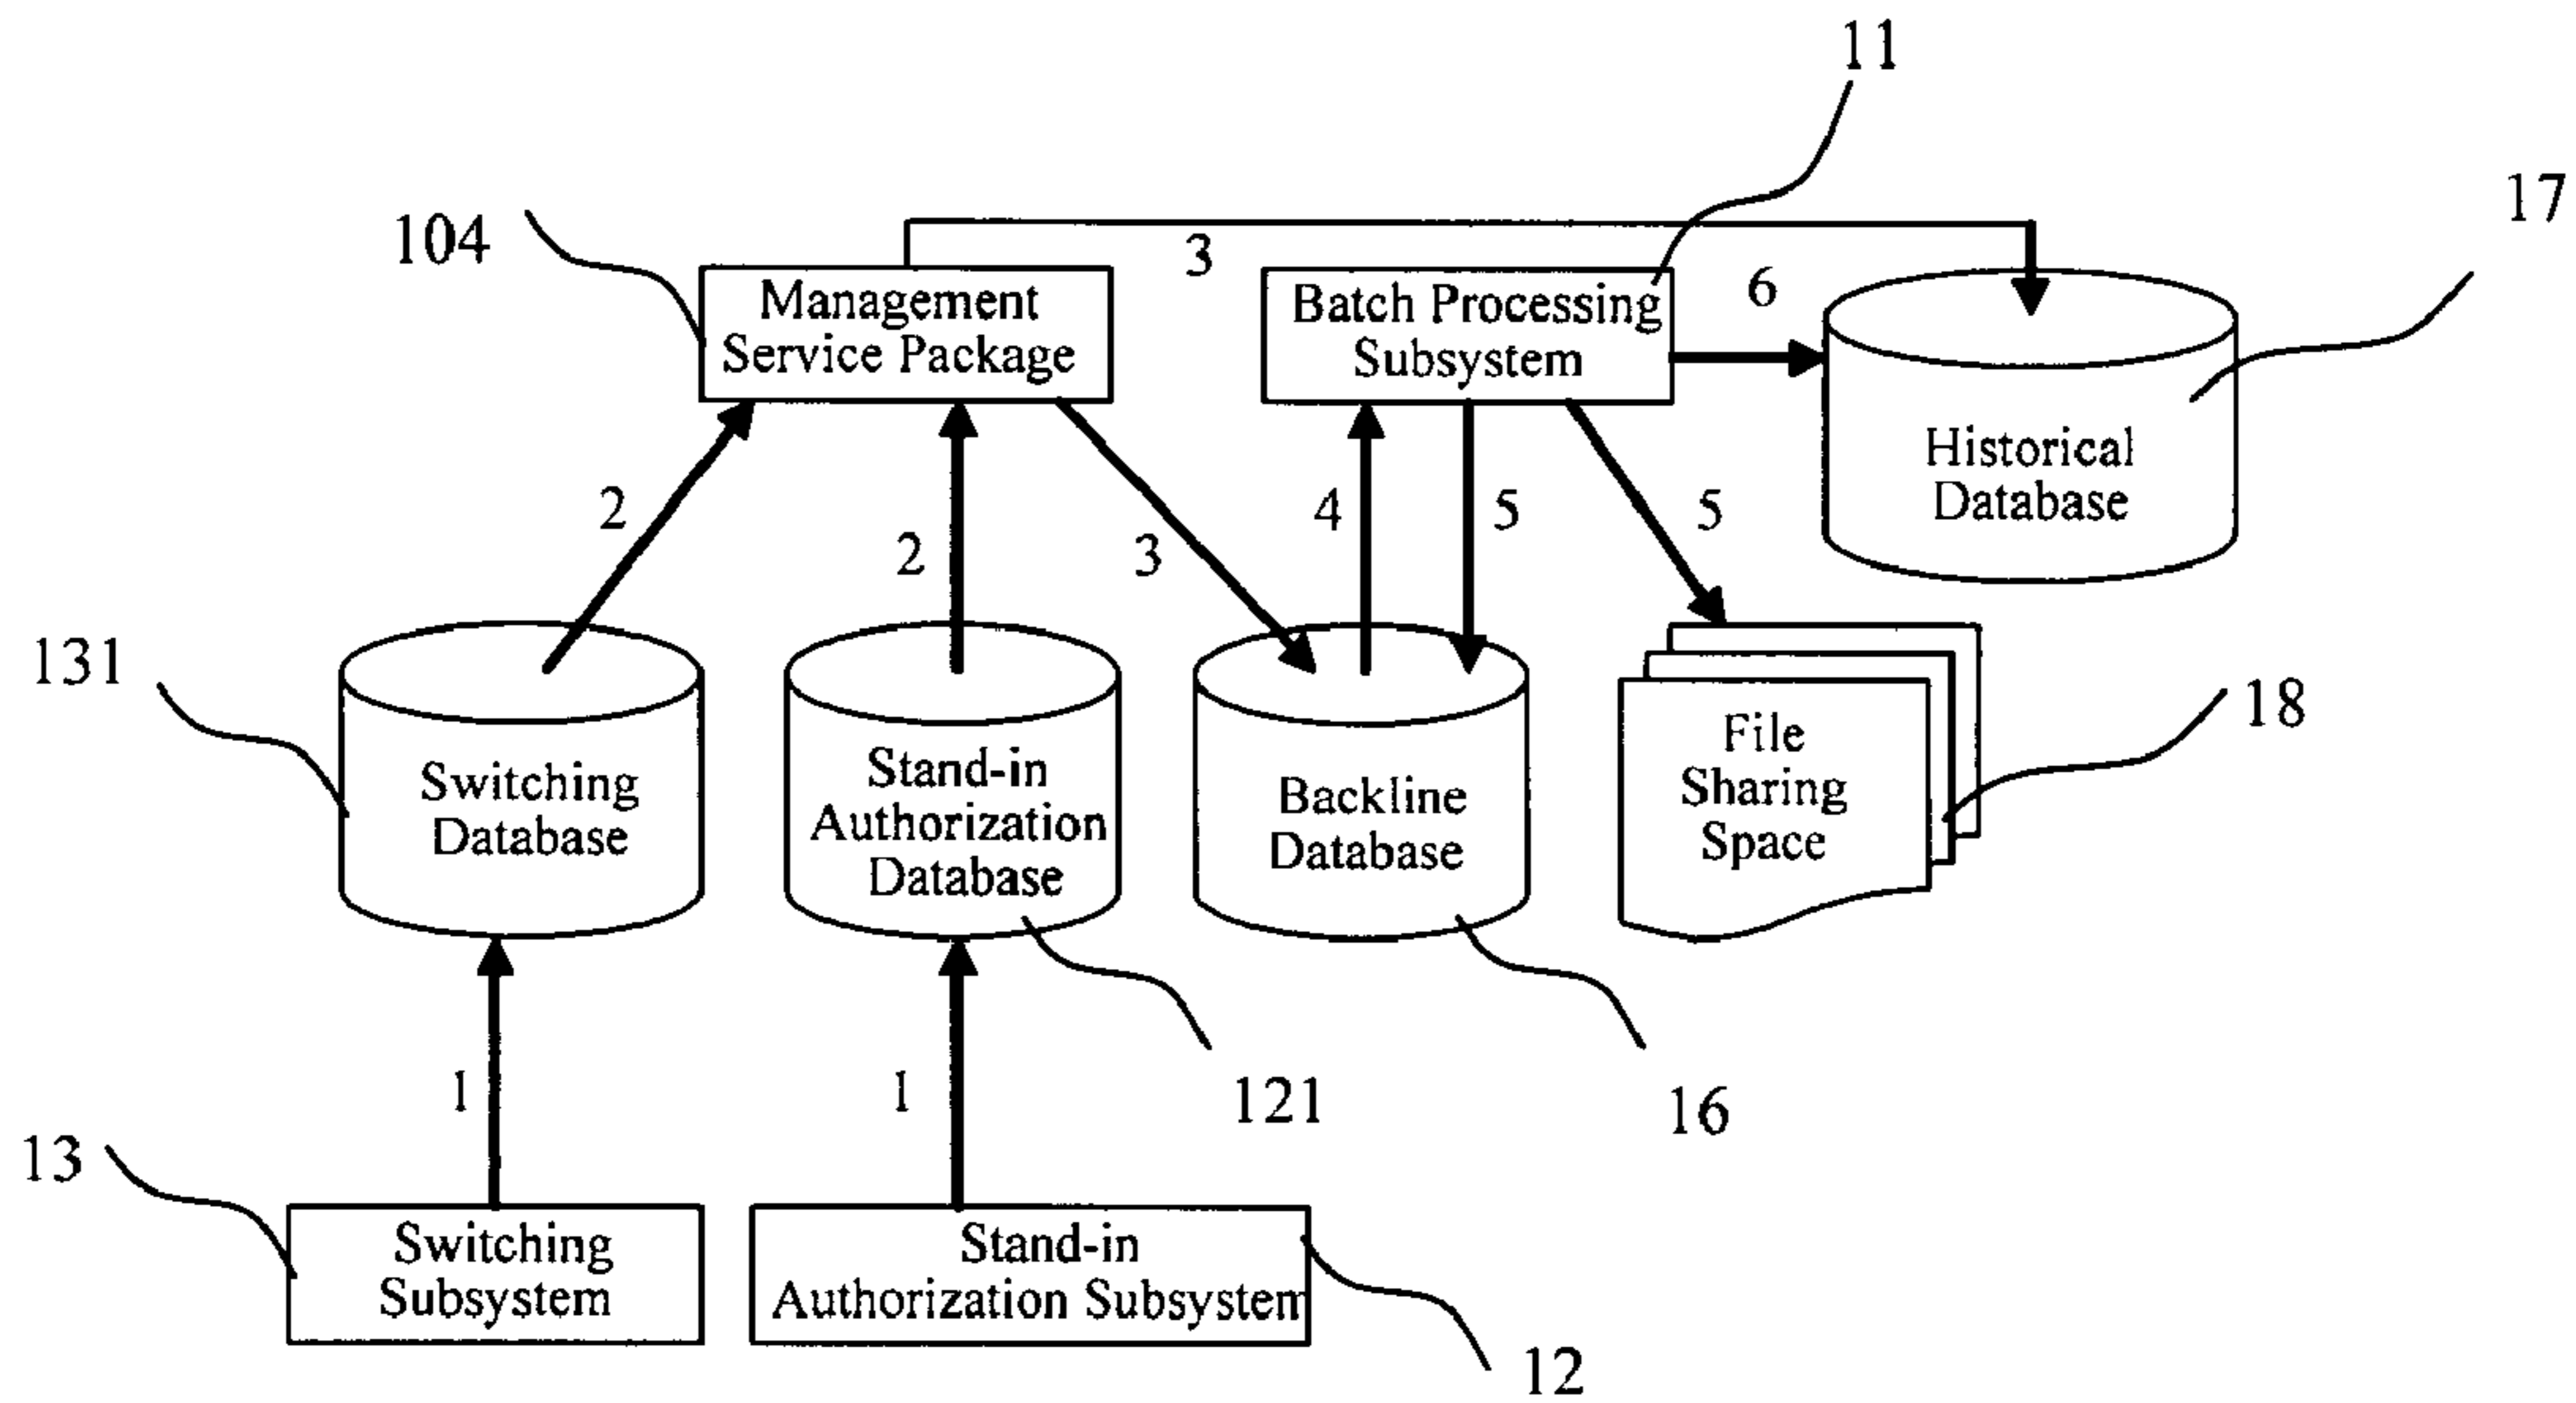 11
17
104
3
Management
Service Package
Batch Processing
Subsystem
6
Historical
Database
2
2
3
4
5
5
131
Switching
Database
Stand-in
Authorization
Database
Backline
Database
File
Sharing
Space
18
1
1
121
16
13
Switching
Subsystem
Stand-in
Authorization Subsystem
12